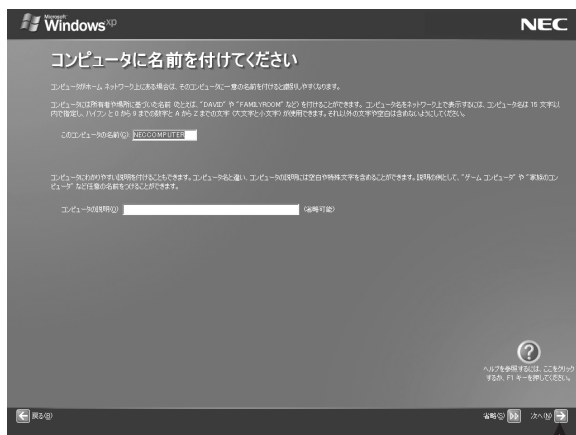 Microsoft
Windows xp
NEC
コンピュータに名前を付けてください
コンピュータがホーム ネットワーク上にある場合は、そのコンピュータに一意の名前を付けると識別しやすくなります。
コンピュータには所有者や場所に基づいた名前 (たとえば、"DAVID" や "FAMILYROOM" など) を付けることができます。コンピュータ名をネットワーク上で表示するには、コンピュータ名は 15 文字以
内で指定し、ハイフンと 0 から 9 までの数字と A から Z までの文字 (大文字と小文字) が使用できます。それ以外の文字や空白は含めないようにしてください。
このコンピュータの名前(C): NECCOMPUTER
コンピュータにわかりやすい説明を付けることもできます。コンピュータ名と違い、コンピュータの説明には空白や特殊文字を含めることができます。説明の例として、"ゲーム コンピュータ" や "家族のコン
ピュータ" など任意の名前をつけることができます。
コンピュータの説明(O): (省略可能)
ヘルプを参照するには、ここをクリック
するか、F1 キーを押してください。
戻る(B)
省略(S)
次へ(N)